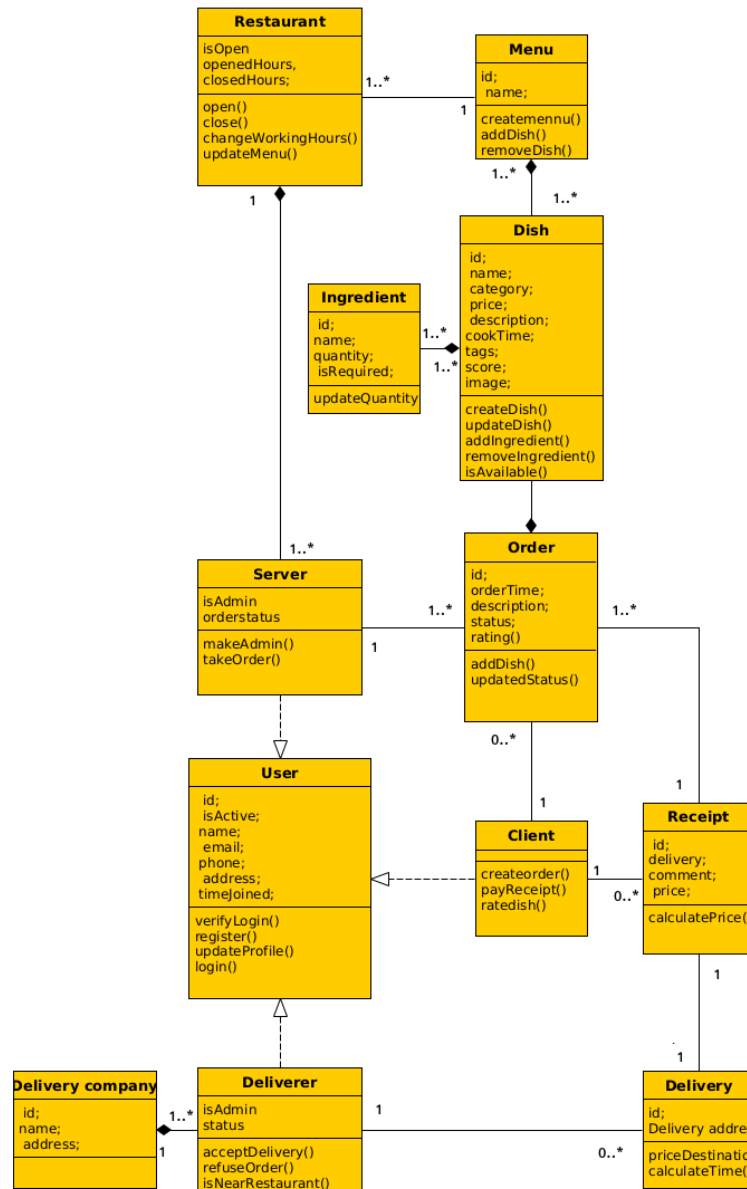 Restaurant
isOpen
openedHours,
closedHours;
open()
close()
changeWorkingHours()
updateMenu()
1..*
1
Menu
id;
name;
createmennu()
addDish()
removeDish()
1
1..*
1..*
Dish
id;
name;
category;
price;
description;
cookTime;
tags;
score;
image;
createDish()
updateDish()
addIngredient()
removeIngredient()
isAvailable()
Ingredient
id;
name;
quantity;
isRequired;
updateQuantity
1..*
1..*
1..*
Server
isAdmin
orderstatus
makeAdmin()
takeOrder()
1..*
1
Order
id;
orderTime;
description;
status;
rating()
addDish()
updatedStatus()
1..*
0..*
1
1
User
id;
isActive;
name;
email;
phone;
address;
timeJoined;
verifyLogin()
register()
updateProfile()
login()
Client
createorder()
payReceipt()
ratedish()
1
0..*
Receipt
id;
delivery;
comment;
price;
calculatePrice(
1
1
Delivery company
id;
name;
address;
1..*
1
Deliverer
isAdmin
status
acceptDelivery()
refuseOrder()
isNearRestaurant()
1
0..*
Delivery
id;
Delivery addre
priceDestinatio
calculateTime(